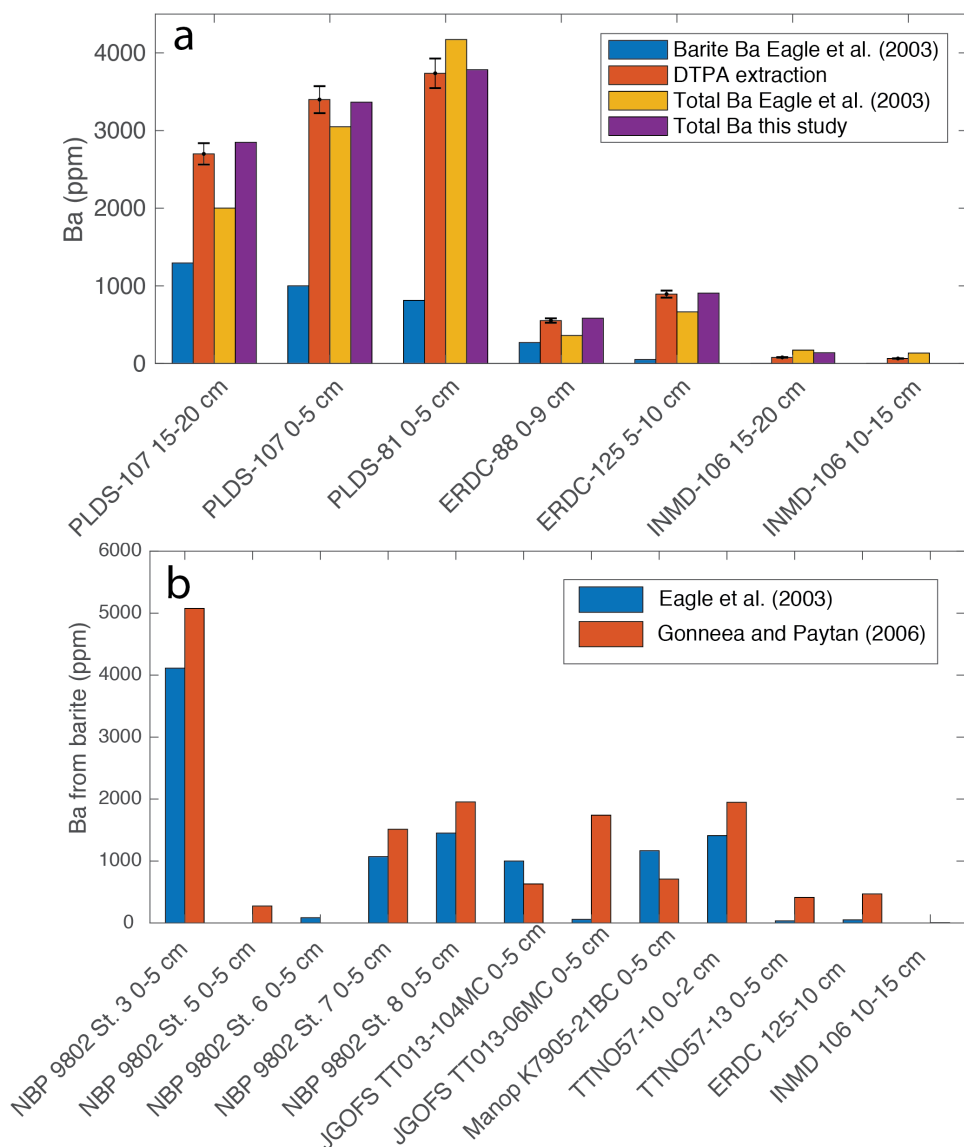 a
4000
3000
2000
1000
0
Ba (ppm)
Barite Ba Eagle et al. (2003)
DTPA extraction
Total Ba Eagle et al. (2003)
Total Ba this study
PLDS-107 15-20 cm
PLDS-107 0-5 cm
PLDS-81 0-5 cm
ERDC-88 0-9 cm
ERDC-125 5-10 cm
INMD-106 15-20 cm
INMD-106 10-15 cm
b
6000
5000
4000
3000
2000
1000
0
Ba from barite (ppm)
Eagle et al. (2003)
Gonneea and Paytan (2006)
NBP 9802 St. 3 0-5 cm
NBP 9802 St. 5 0-5 cm
NBP 9802 St. 6 0-5 cm
NBP 9802 St. 7 0-5 cm
NBP 9802 St. 8 0-5 cm
JGOFS TT013-104MC 0-5 cm
JGOFS TT013-06MC 0-5 cm
Manop K7905-21BC 0-5 cm
TTNO57-10 0-2 cm
TTNO57-13 0-5 cm
ERDC 125-10 cm
INMD 106 10-15 cm